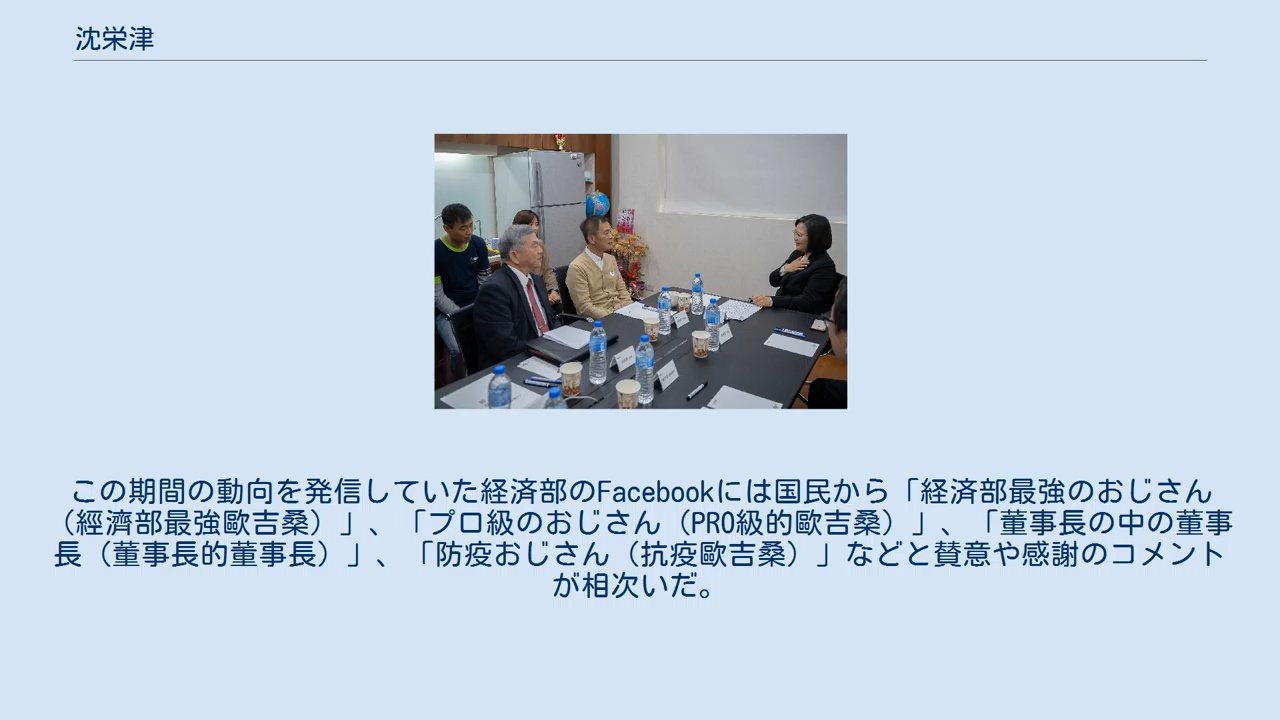 沈栄津
この期間の動向を発信していた経済部のFacebookには国民から「経済部最強のおじさん
（經濟部最強歐吉桑）」、「プロ級のおじさん（PRO級的歐吉桑）」、「董事長の中の董事
長（董事長的董事長）」、「防疫おじさん（抗疫歐吉桑）」などと賛意や感謝のコメント
が相次いだ。